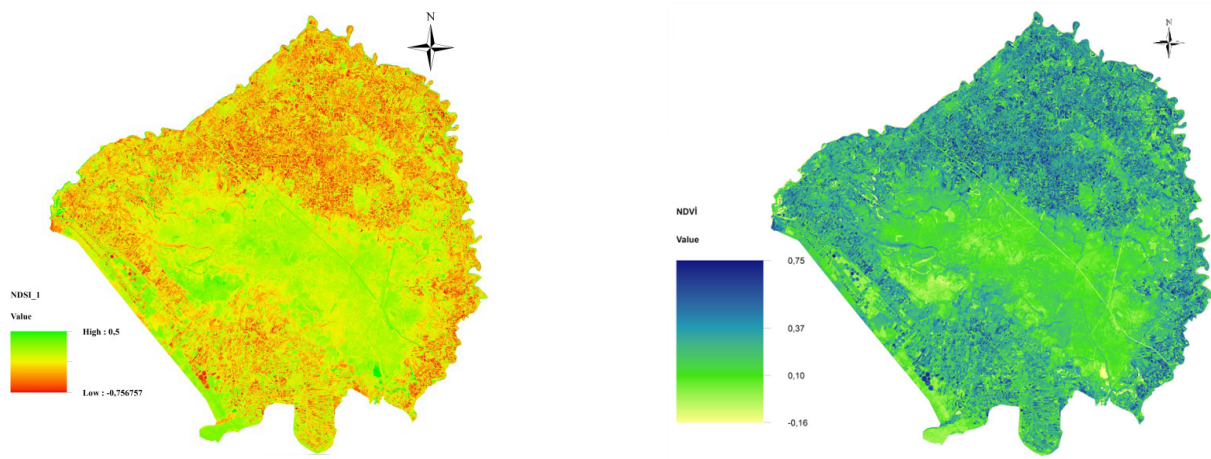 N
NDSI_1
Value
High : 0,5
Low : -0,756757
N
NDVİ
Value
0,75
0,37
0,10
-0,16